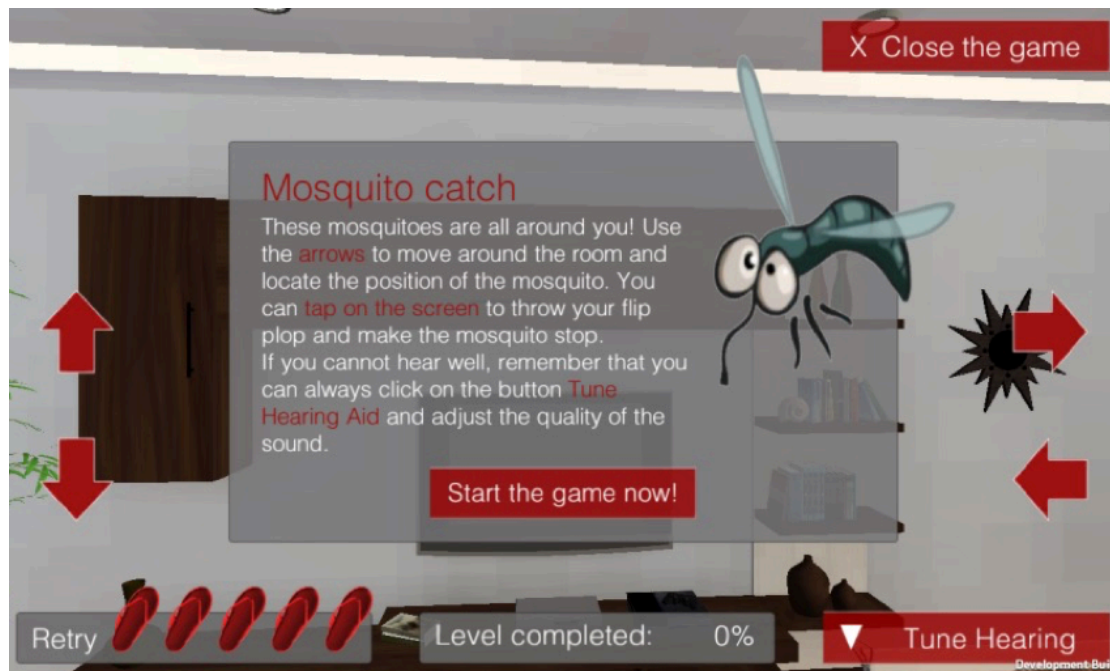 X Close the game
Mosquito catch
These mosquitoes are all around you! Use
the arrows to move around the room and
locate the position of the mosquito. You
can tap on the screen to throw your flip
plop and make the mosquito stop.
If you cannot hear well, remember that you
can always click on the button Tune
Hearing Aid and adjust the quality of the
sound.
Start the game now!
Retry
Level completed: 0%
Tune Hearing
Development